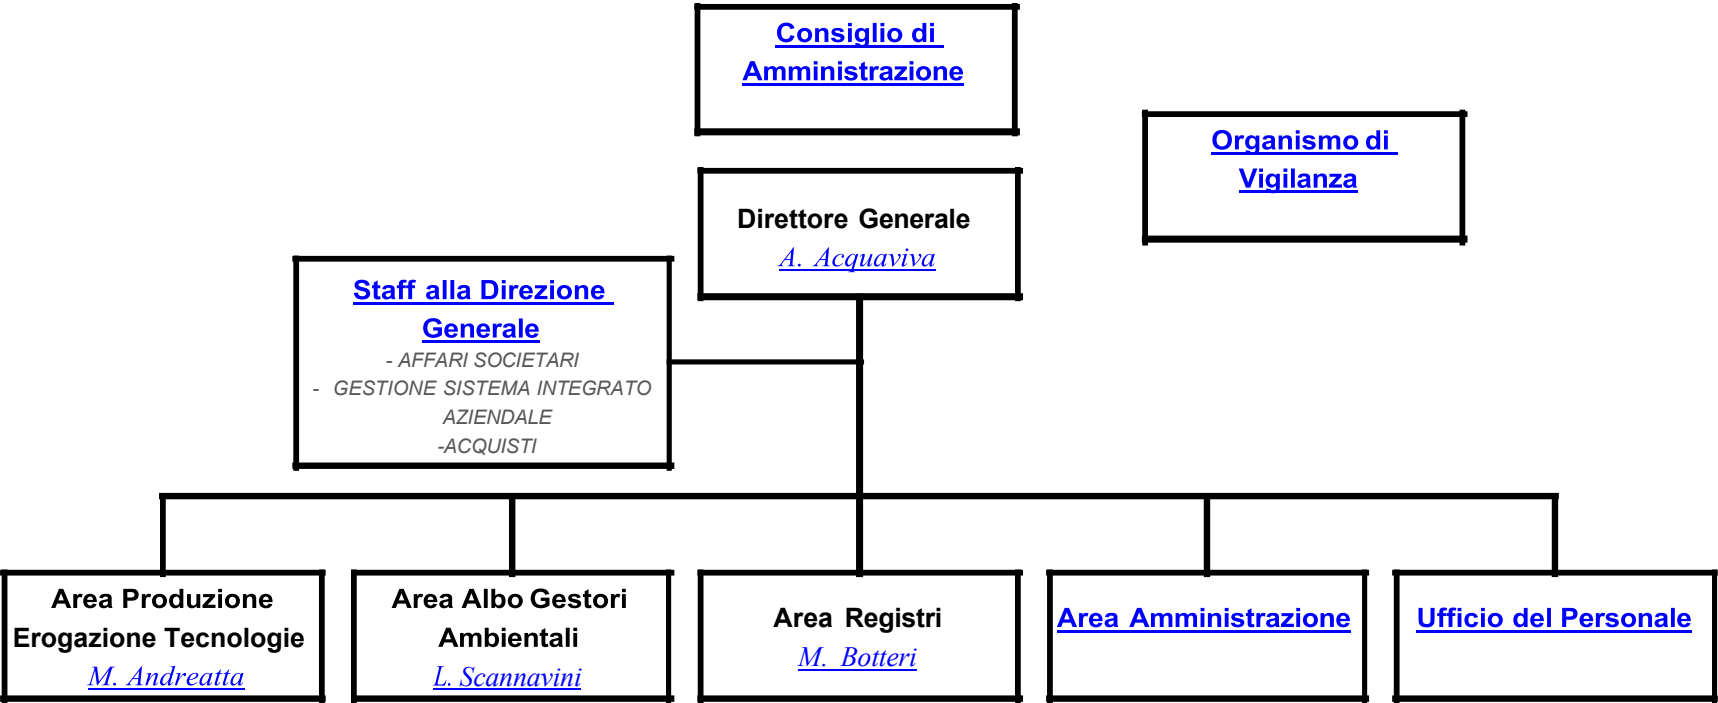 Consiglio di
Amministrazione
Organismo di
Vigilanza
Direttore Generale
A. Acquaviva
Staff alla Direzione
Generale
- AFFARI SOCIETARI
- GESTIONE SISTEMA INTEGRATO
AZIENDALE
-ACQUISTI
Area Produzione
Erogazione Tecnologie
M. Andreatta
Area Albo Gestori
Ambientali
L. Scannavini
Area Registri
M. Botteri
Area Amministrazione
Ufficio del Personale